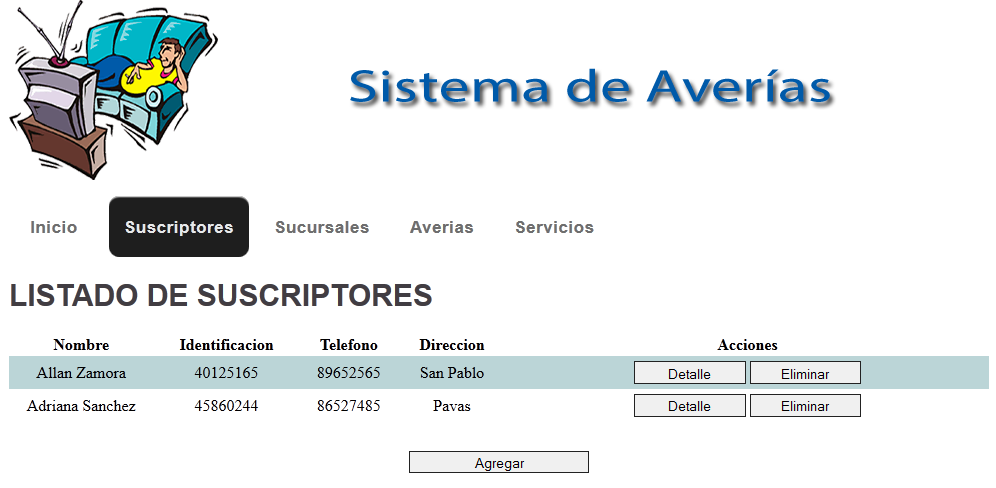 Sistema de Averías
Inicio Suscriptores Sucursales Averias Servicios
LISTADO DE SUSCRIPTORES
Nombre Identificacion Telefono Direccion Acciones
Allan Zamora 40125165 89652565 San Pablo Detalle Eliminar
Adriana Sanchez 45860244 86527485 Pavas Detalle Eliminar
Agregar